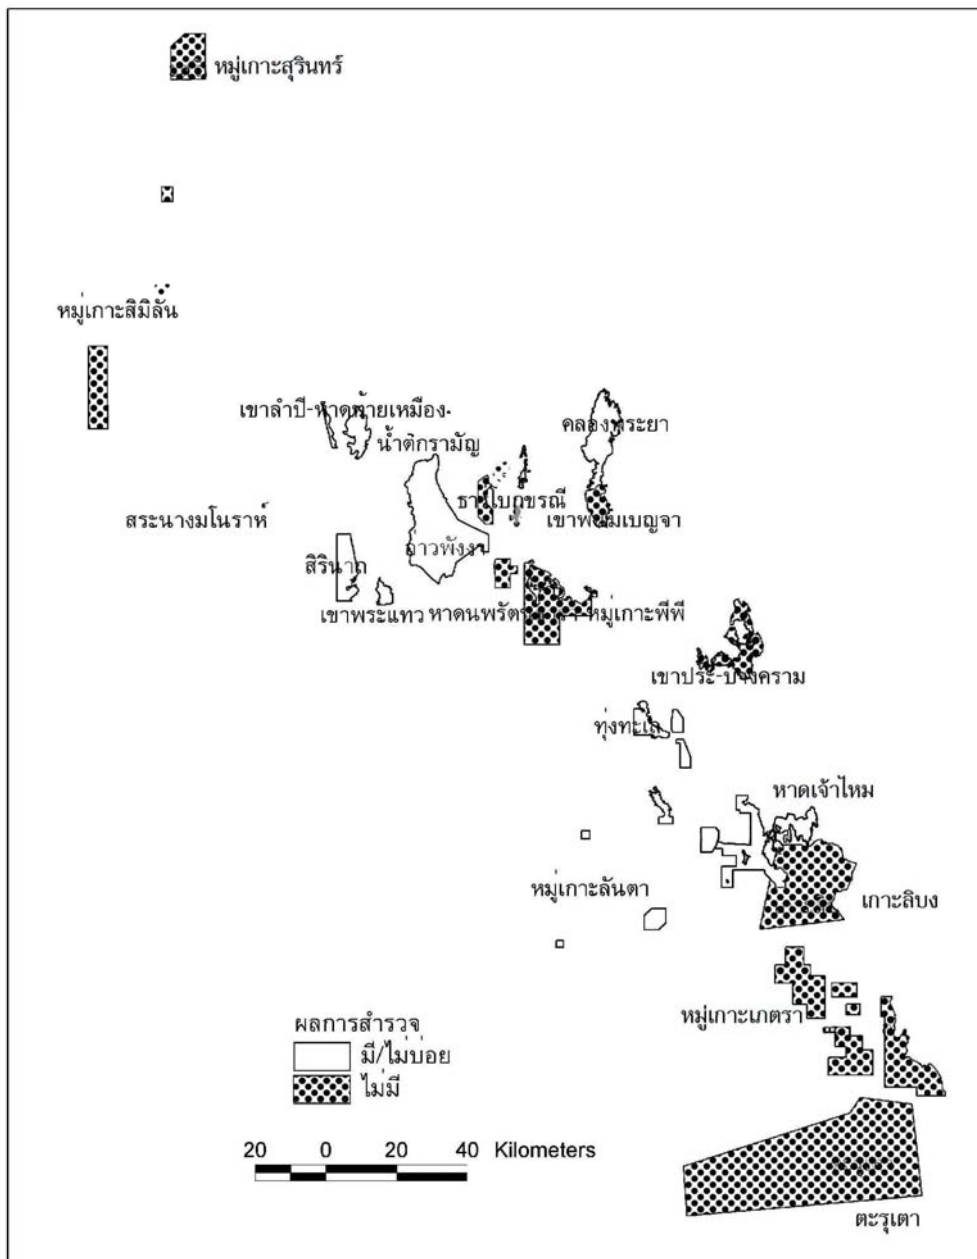 หมู่เกาะสุรินทร์
หมู่เกาะสิมิลัน
เขาลำปี-หาดท้ายเหมือง
น้ำตกรามัญ
คลองพระยา
ธารโบกขรณี
เขาพนมเบญจา
สระนางมโนราห์
อ่าวพังงา
สิรินาถ
เขาพระแทว
หาดนพรัตน หมู่เกาะพีพี
เขาประ-บางคราม
ทุ่งทะเล
หาดเจ้าไหม
หมู่เกาะลันตา
เกาะลิบง
หมู่เกาะเภตรา
ผลการสำรวจ
มี/ไม่บ่อย
ไม่มี
20 0 20 40 Kilometers
ตะรุเตา